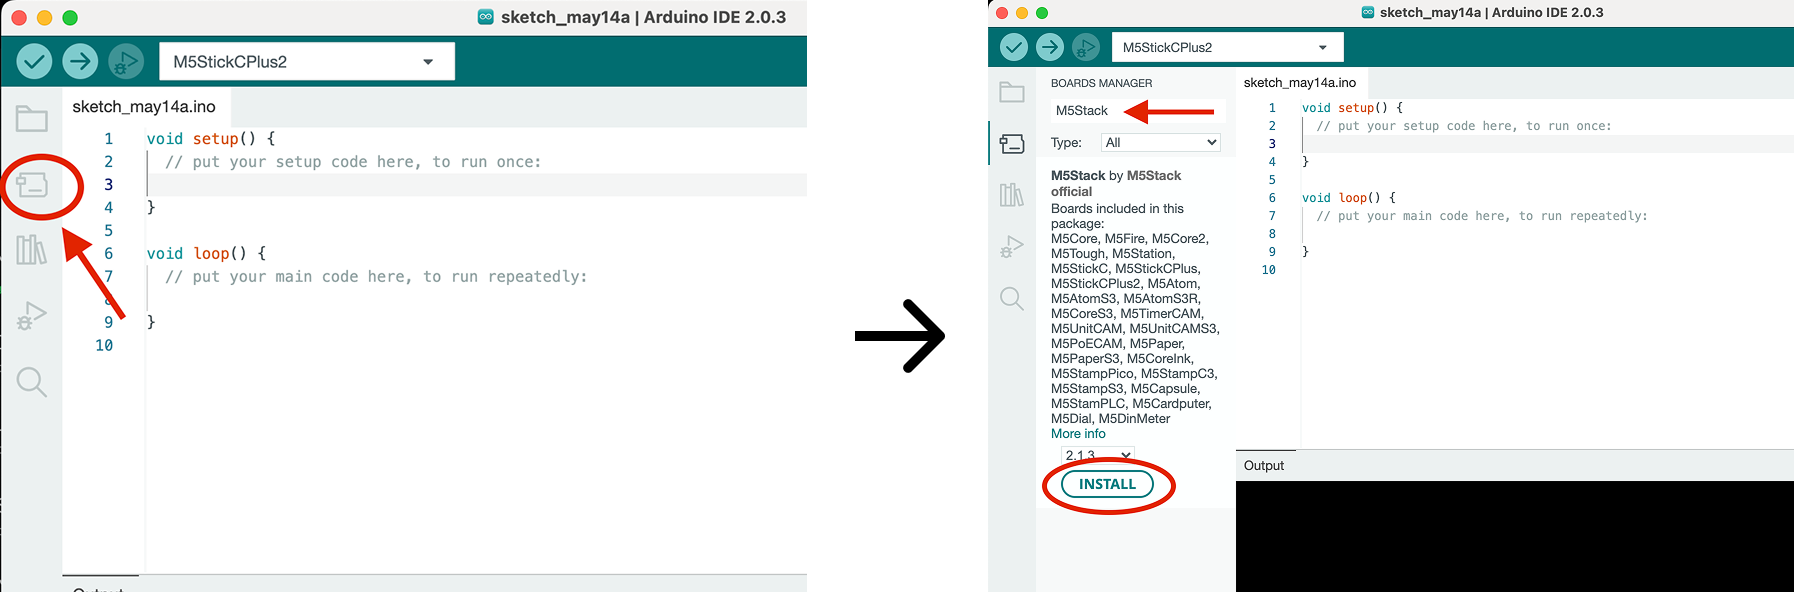 sketch_may14a | Arduino IDE 2.0.3
M5StickCPlus2
sketch_may14a.ino
1 void setup() {
2 // put your setup code here, to run once:
3
4 }
5
6 void loop() {
7 // put your main code here, to run repeatedly:
8
9 }
10
Output
sketch_may14a | Arduino IDE 2.0.3
M5StickCPlus2
BOARDS MANAGER
M5Stack
Type: All
M5Stack by M5Stack
official
Boards included in this
package:
M5Core, M5Fire, M5Core2,
M5Tough, M5Station,
M5StickC, M5StickCPlus,
M5StickCPlus2, M5Atom,
M5AtomS3, M5AtomS3R,
M5CoreS3, M5TimerCAM,
M5UnitCAM, M5UnitCAMS3,
M5PoECAM, M5Paper,
M5PaperS3, M5CoreInk,
M5StampPico, M5StampC3,
M5StampS3, M5Capsule,
M5StamPLC, M5Cardputer,
M5Dial, M5DinMeter
More info
2.1.3
INSTALL
sketch_may14a.ino
1 void setup() {
2 // put your setup code here, to run once:
3
4 }
5
6 void loop() {
7 // put your main code here, to run repeatedly:
8
9 }
10
Output